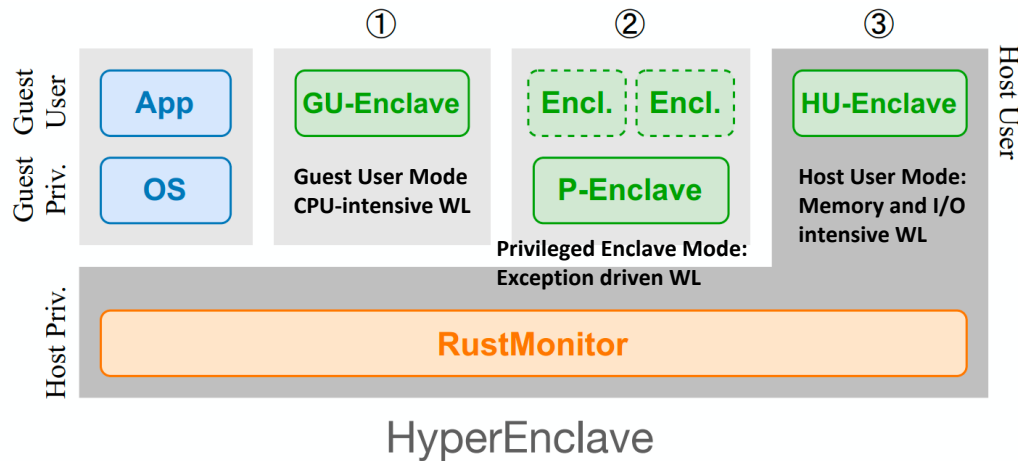 ① ② ③
Guest User
App
GU-Enclave
Encl. Encl.
HU-Enclave
Host User
Guest Priv.
OS
Guest User Mode
CPU-intensive WL
P-Enclave
Host User Mode:
Memory and I/O
intensive WL
Privileged Enclave Mode:
Exception driven WL
Host Priv.
RustMonitor
HyperEnclave